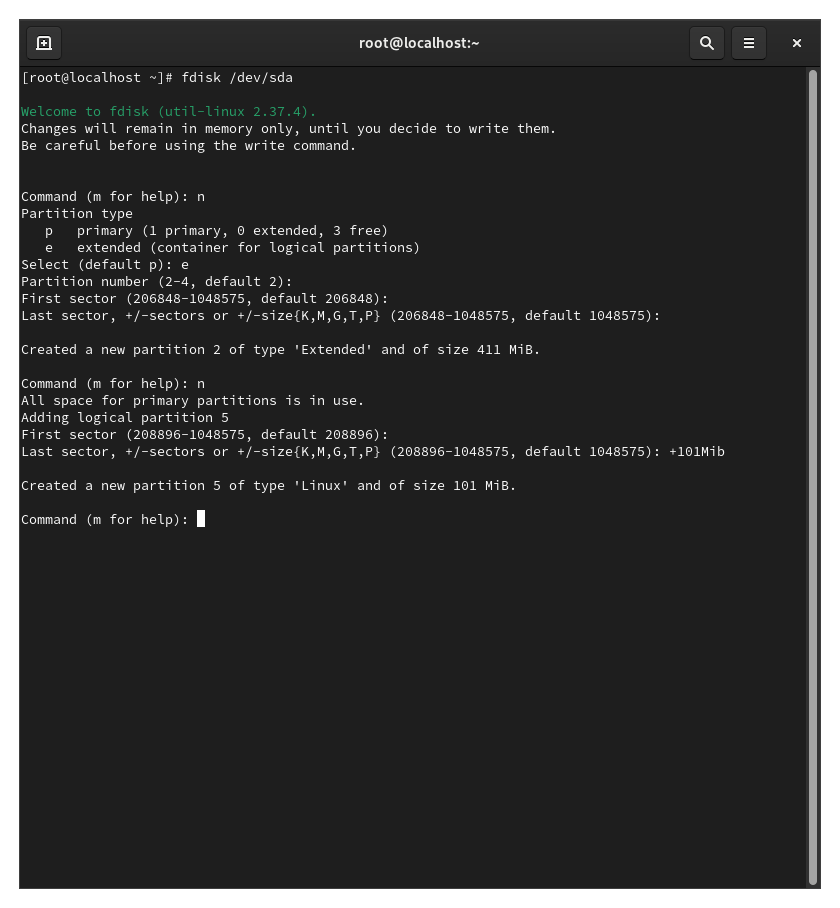 root@localhost:~
[root@localhost ~]# fdisk /dev/sda
Welcome to fdisk (util-linux 2.37.4).
Changes will remain in memory only, until you decide to write them.
Be careful before using the write command.
Command (m for help): n
Partition type
   p   primary (1 primary, 0 extended, 3 free)
   e   extended (container for logical partitions)
Select (default p): e
Partition number (2-4, default 2):
First sector (206848-1048575, default 206848):
Last sector, +/-sectors or +/-size{K,M,G,T,P} (206848-1048575, default 1048575):
Created a new partition 2 of type 'Extended' and of size 411 MiB.
Command (m for help): n
All space for primary partitions is in use.
Adding logical partition 5
First sector (208896-1048575, default 208896):
Last sector, +/-sectors or +/-size{K,M,G,T,P} (208896-1048575, default 1048575): +101Mib
Created a new partition 5 of type 'Linux' and of size 101 MiB.
Command (m for help):